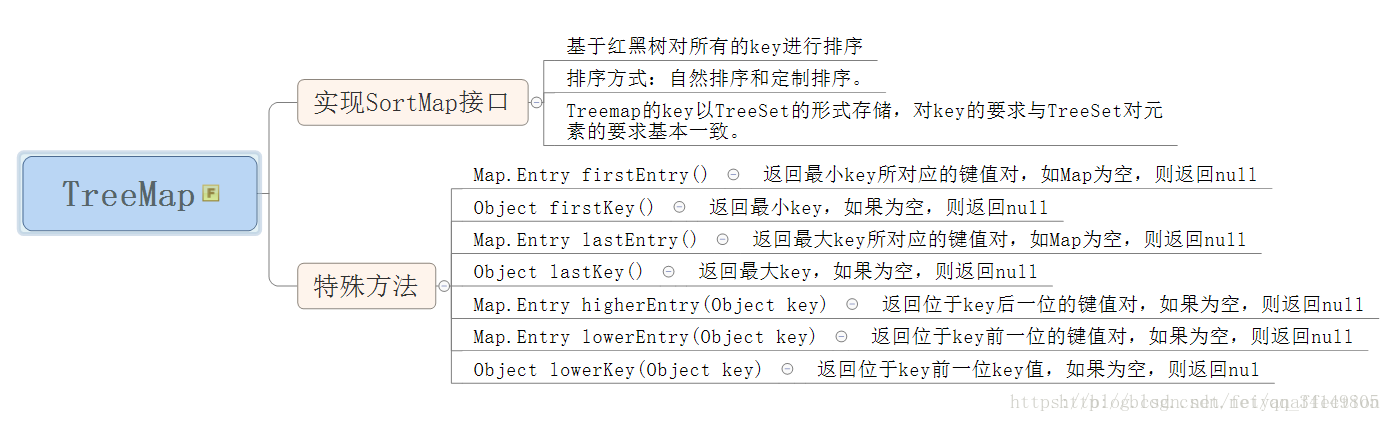 TreeMap
F
实现SortMap接口
基于红黑树对所有的key进行排序
排序方式：自然排序和定制排序。
Treemap的key以TreeSet的形式存储，对key的要求与TreeSet对元
素的要求基本一致。
特殊方法
Map.Entry firstEntry() 返回最小key所对应的键值对，如Map为空，则返回null
Object firstKey() 返回最小key，如果为空，则返回null
Map.Entry lastEntry() 返回最大key所对应的键值对，如Map为空，则返回null
Object lastKey() 返回最大key，如果为空，则返回null
Map.Entry higherEntry(Object key) 返回位于key后一位的键值对，如果为空，则返回null
Map.Entry lowerEntry(Object key) 返回位于key前一位的键值对，如果为空，则返回null
Object lowerKey(Object key) 返回位于key前一位key值，如果为空，则返回nul